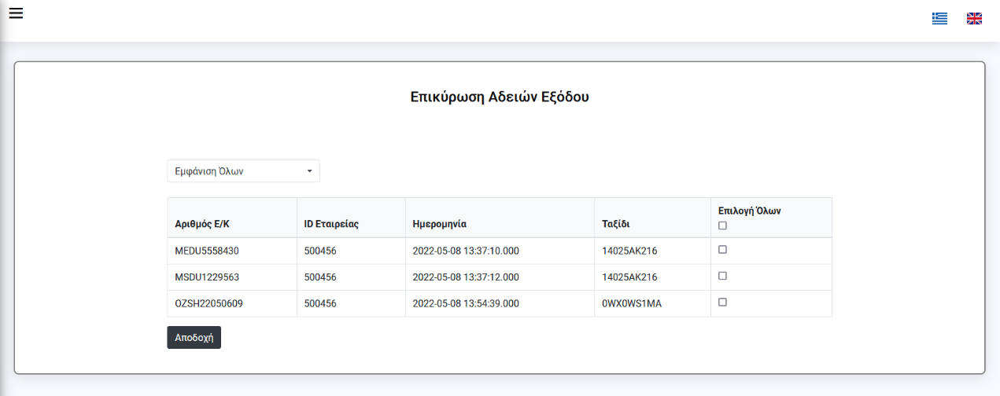 Επικύρωση Αδειών Εξόδου
Εμφάνιση Όλων
Αριθμός Ε/Κ ID Εταιρείας Ημερομηνία Ταξίδι Επιλογή Όλων
MEDU5558430 500456 2022-05-08 13:37:10.000 14025AK216
MSDU1229563 500456 2022-05-08 13:37:12.000 14025AK216
OZSH22050609 500456 2022-05-08 13:54:39.000 0WX0WS1MA
Αποδοχή